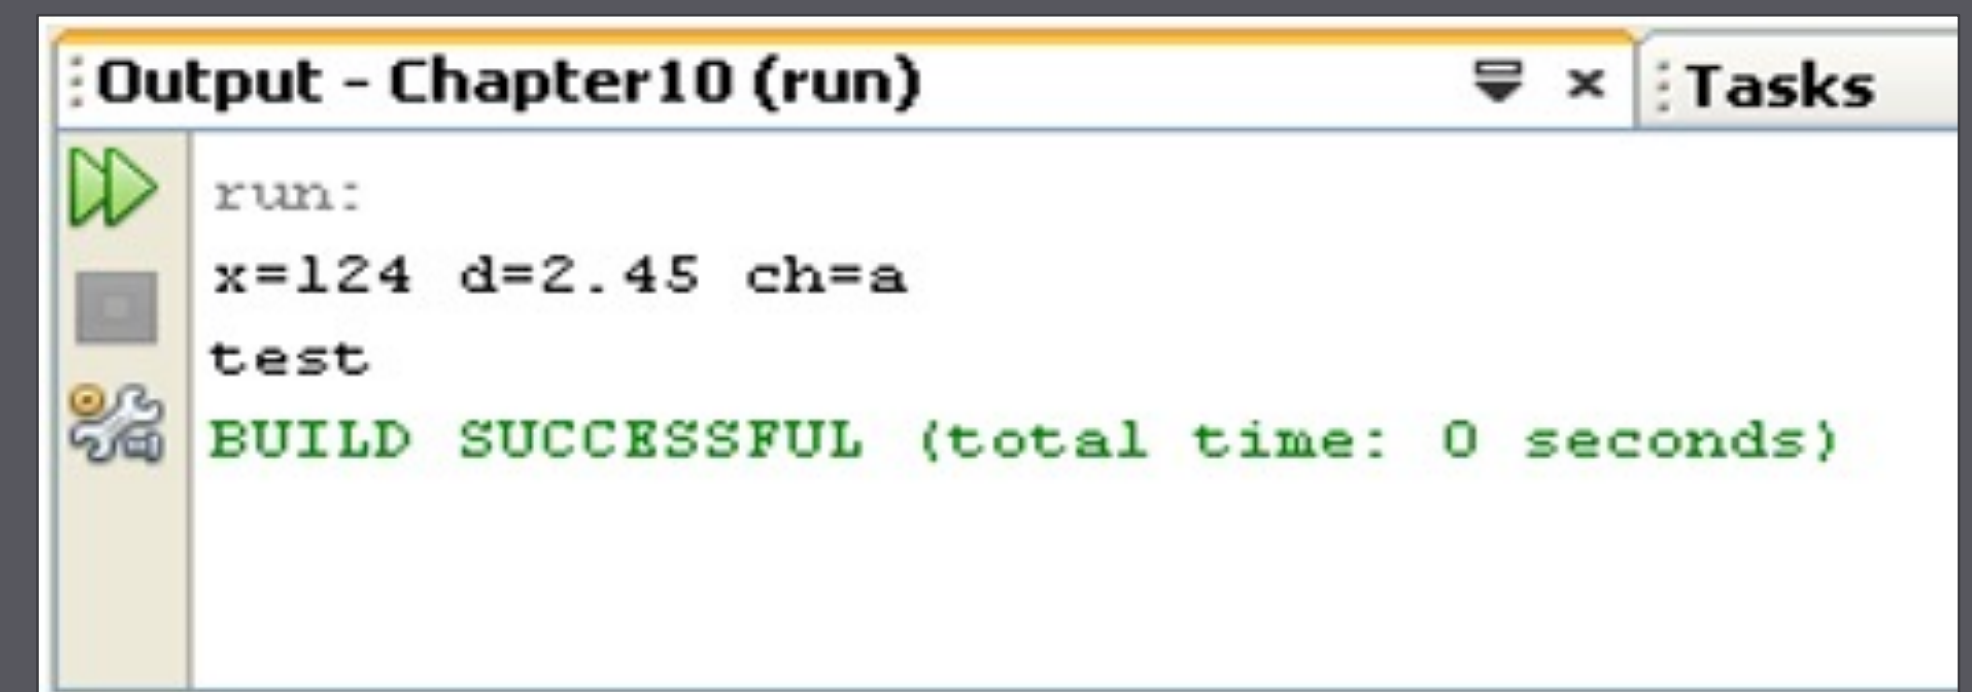 Output - Chapter10 (run)
Tasks
run:
x=124 d=2.45 ch=a
test
BUILD SUCCESSFUL (total time: 0 seconds)